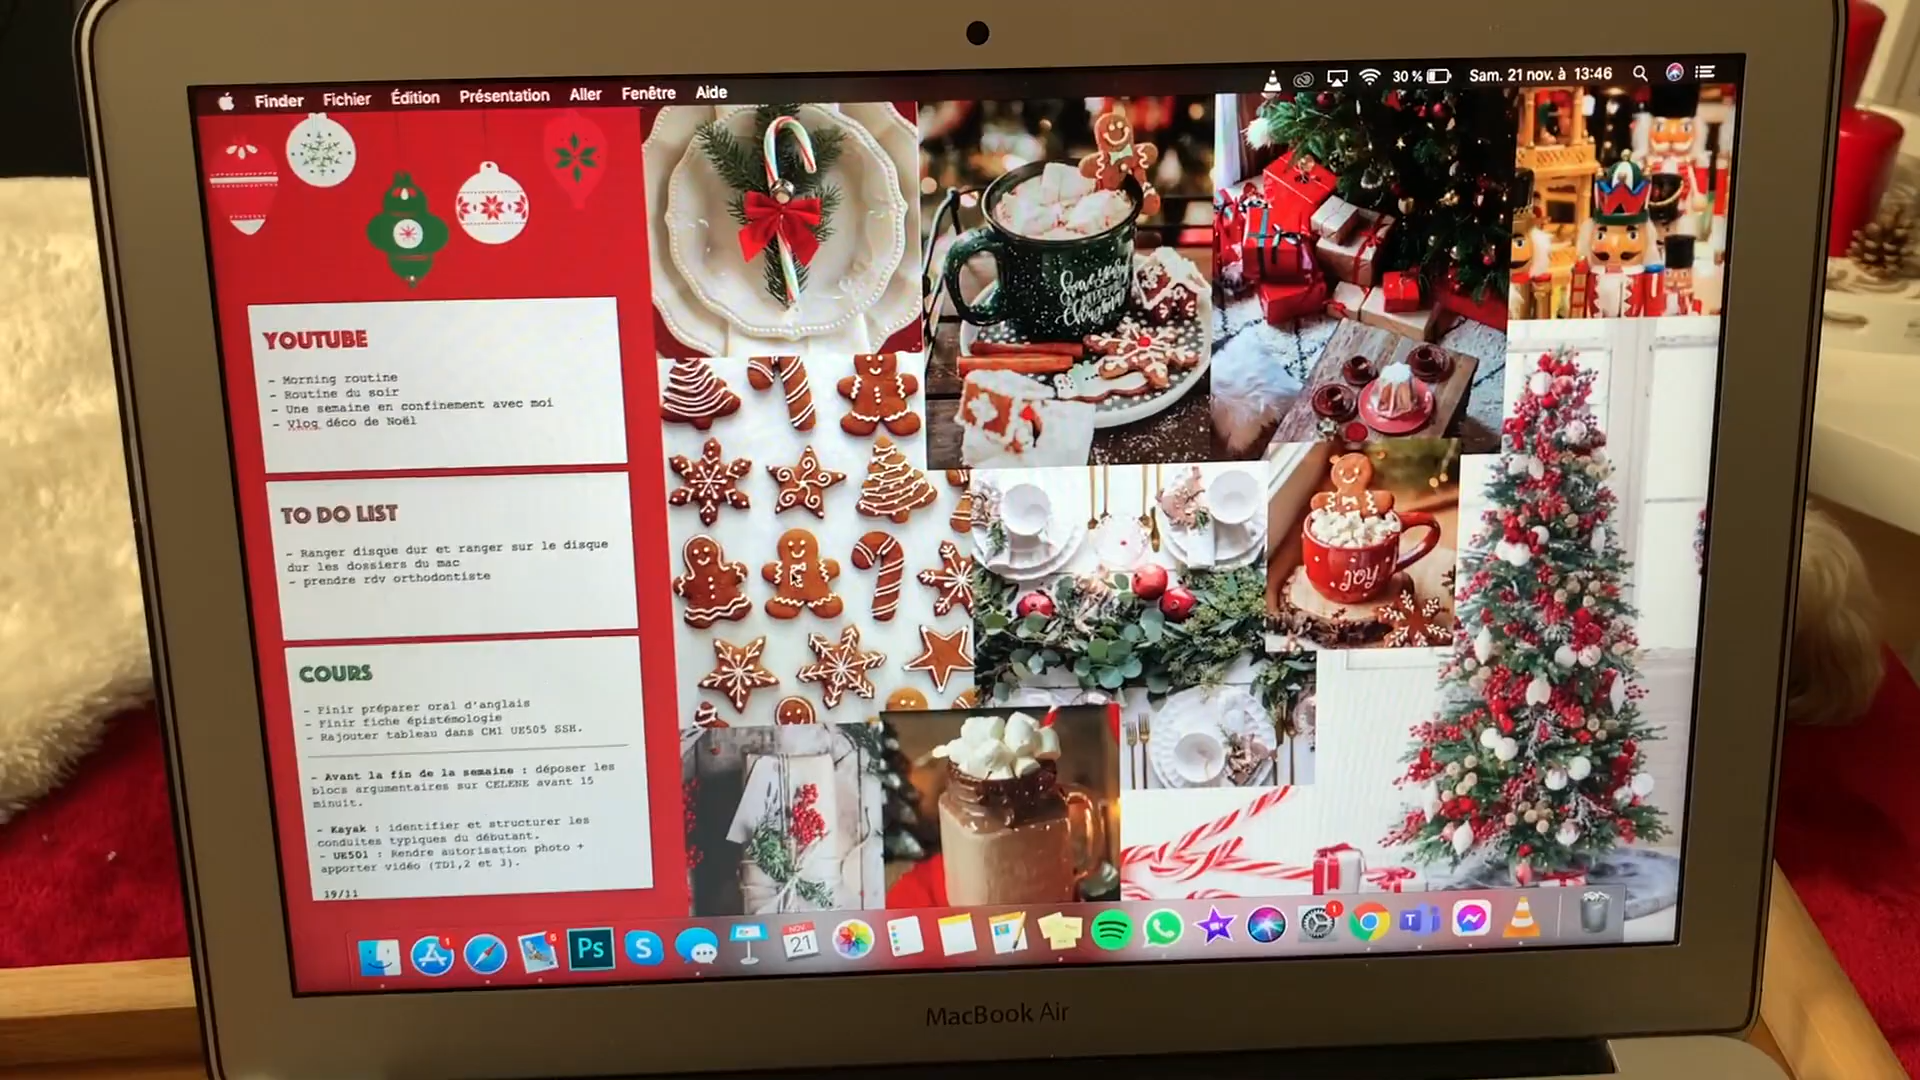 Finder Fichier Édition Présentation Aller Fenêtre Aide
30 % Sam. 21 nov. à 13:46
YOUTUBE
- Morning routine
- Routine du soir
- Une semaine en confinement avec moi
- Vlog déco de Noël
TO DO LIST
- Ranger disque dur et ranger sur le disque
dur les dossiers du mac
- prendre rdv orthodontiste
COURS
- Finir préparer oral d'anglais
- Finir fiche épistémologie
- Rajouter tableau dans CM1 UE505 SSH.
- Avant la fin de la semaine : déposer les
blocs argumentaires sur CELENE avant 15
minuit.
- Kayak : identifier et structurer les
conduites typiques du débutant.
- UE501 : Rendre autorisation photo +
apporter vidéo (TD1,2 et 3).
19/11
JOY
Ps
NOV.
21
1
MacBook Air